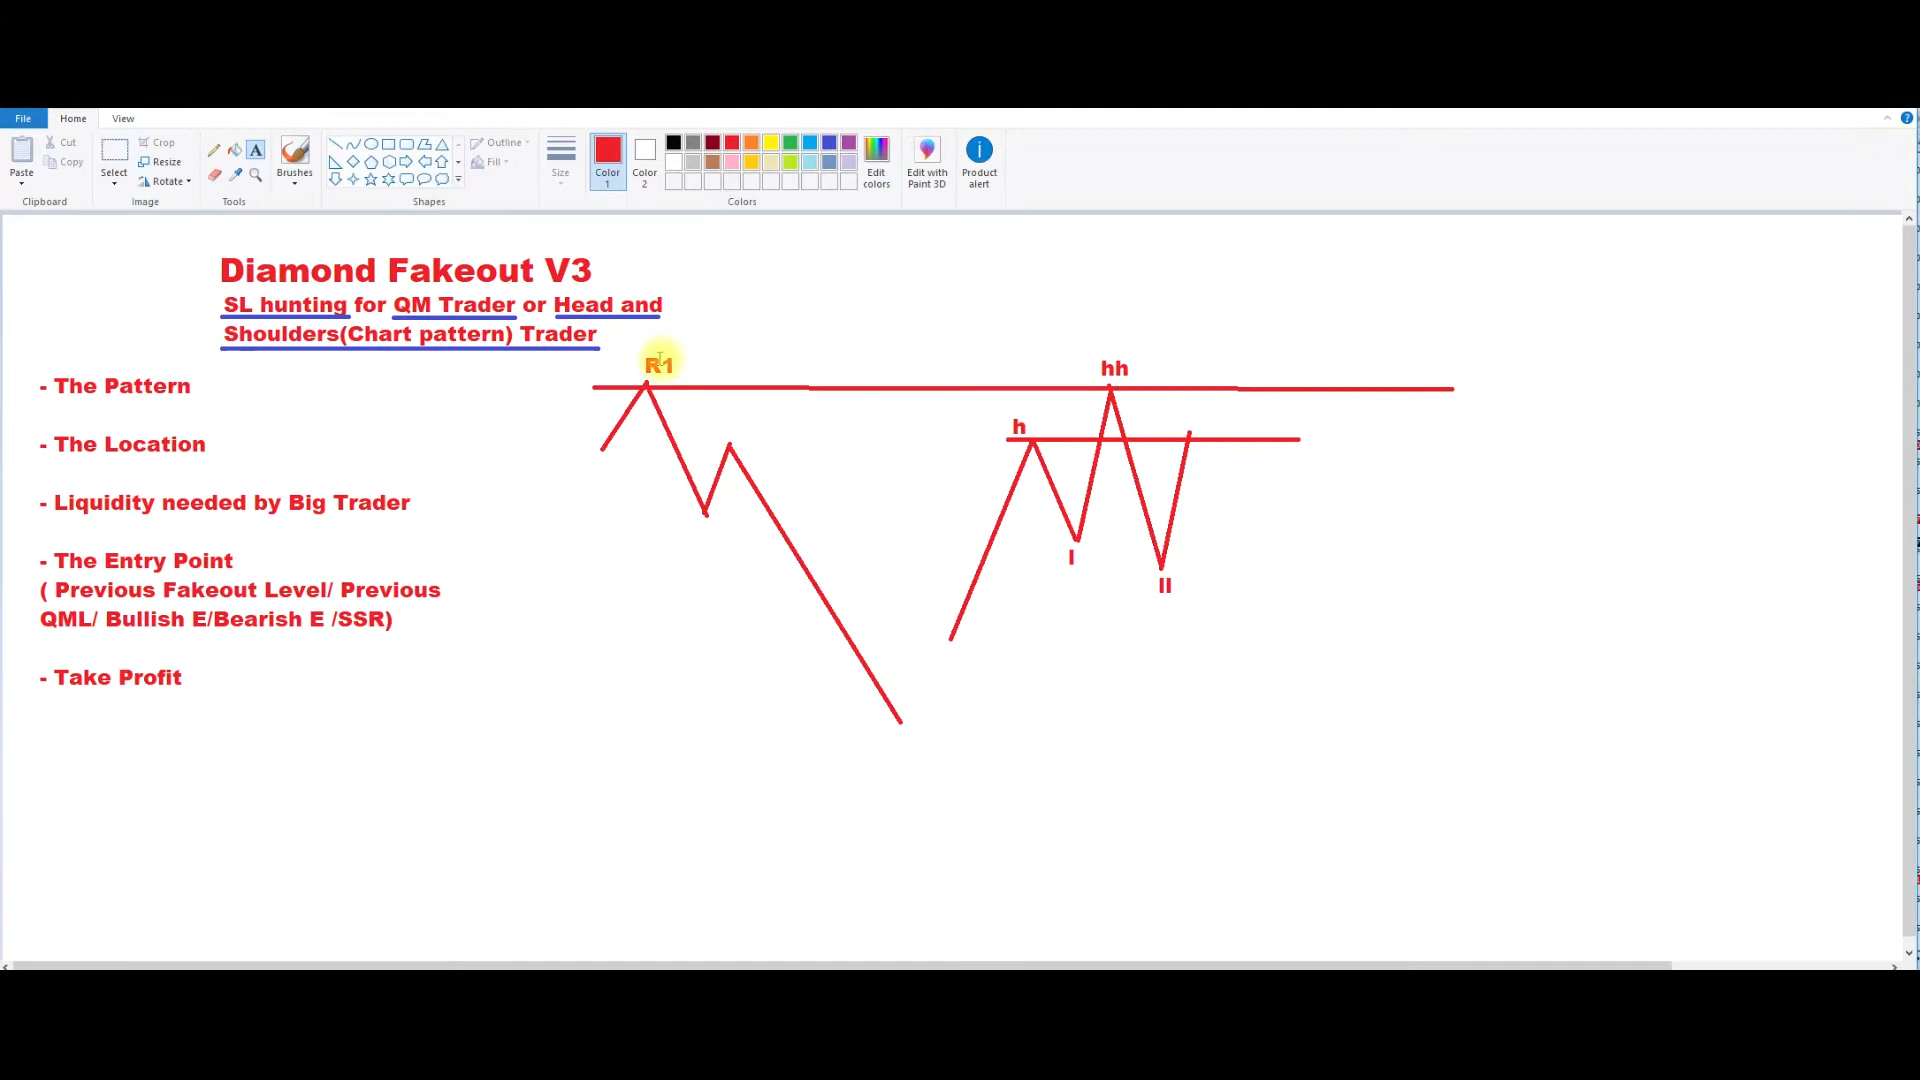 File Home View
Paste
Cut
Copy
Clipboard
Select
Crop
Resize
Rotate
Image
Tools
Brushes
Shapes
Outline
Fill
Size
Color 1
Color 2
Colors
Edit colors
Edit with Paint 3D
Product alert
Diamond Fakeout V3
SL hunting for QM Trader or Head and
Shoulders(Chart pattern) Trader
R1
hh
- The Pattern
h
- The Location
- Liquidity needed by Big Trader
- The Entry Point
( Previous Fakeout Level/ Previous
QML/ Bullish E/Bearish E /SSR)
l
ll
- Take Profit